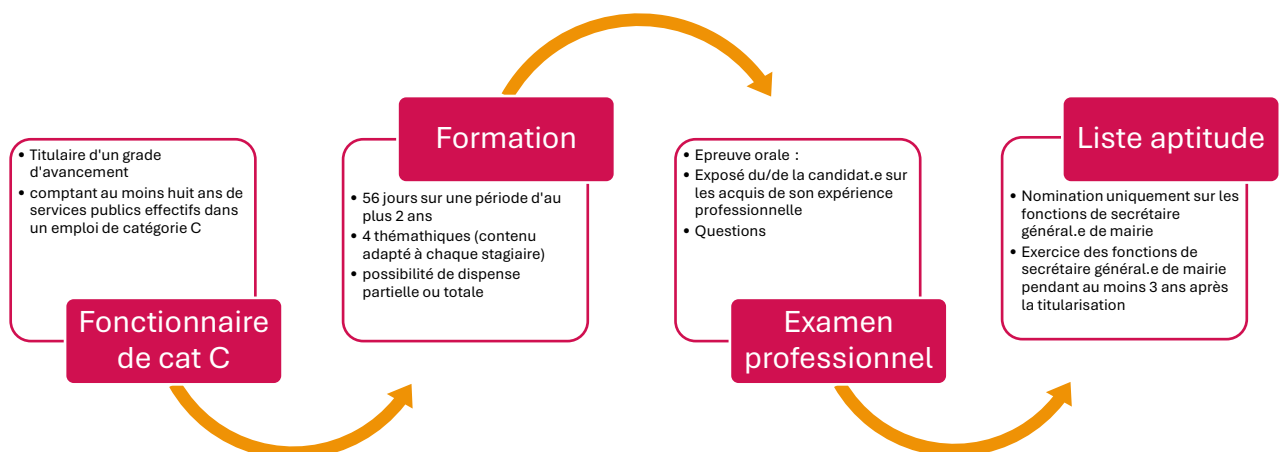 Fonctionnaire
de cat C
• Titulaire d'un grade
d'avancement
• comptant au moins huit ans de
services publics effectifs dans
un emploi de catégorie C
Formation
• 56 jours sur une période d'au
plus 2 ans
• 4 thémathiques (contenu
adapté à chaque stagiaire)
• possibilité de dispense
partielle ou totale
Examen
professionnel
• Epreuve orale :
• Exposé du/de la candidat.e sur
les acquis de son expérience
professionnelle
• Questions
Liste aptitude
• Nomination uniquement sur les
fonctions de secrétaire
général.e de mairie
• Exercice des fonctions de
secrétaire général.e de mairie
pendant au moins 3 ans après
la titularisation